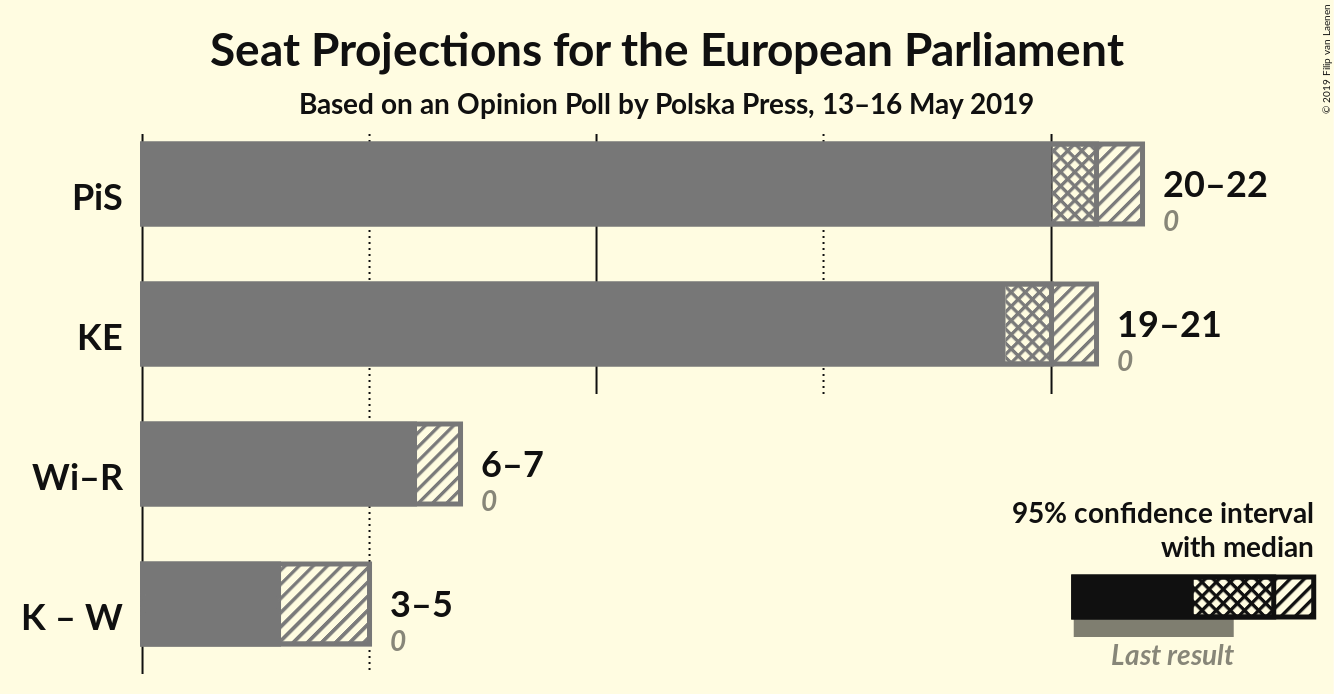 Seat Projections for the European Parliament
Based on an Opinion Poll by Polska Press, 13–16 May 2019
© 2019 Filip van Laenen
PiS
20–22
0
KE
19–21
0
Wi–R
6–7
0
K – W
3–5
0
95% confidence interval
with median
Last result